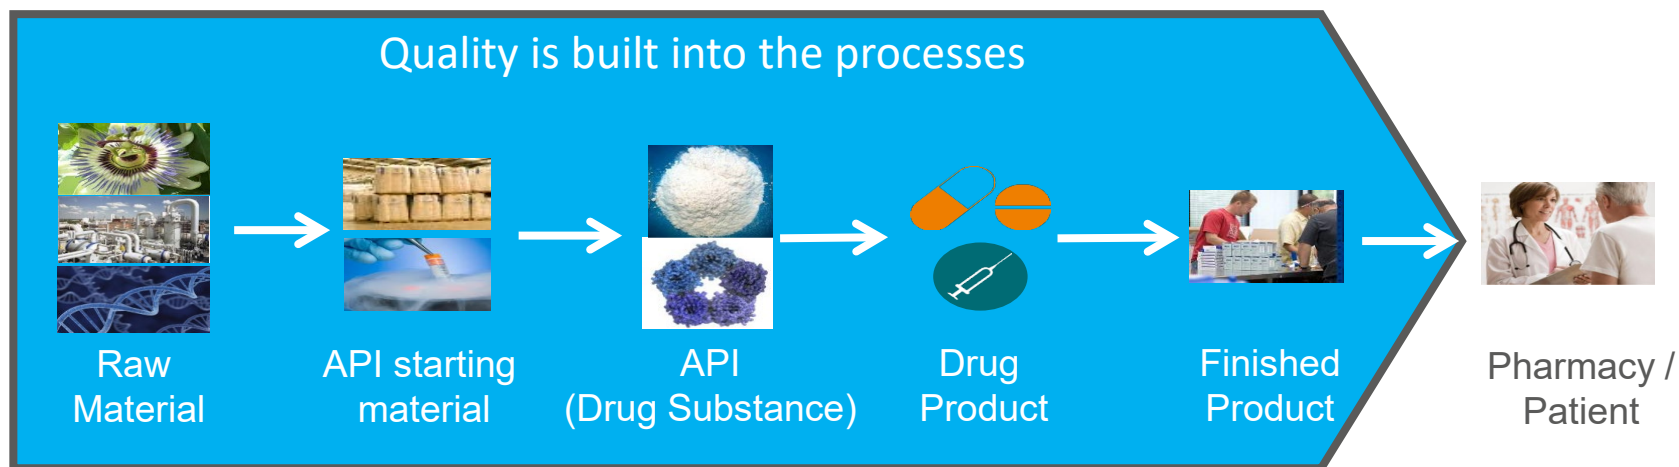 Quality is built into the processes
Raw
Material
API starting
material
API
(Drug Substance)
Drug
Product
Finished
Product
Pharmacy /
Patient